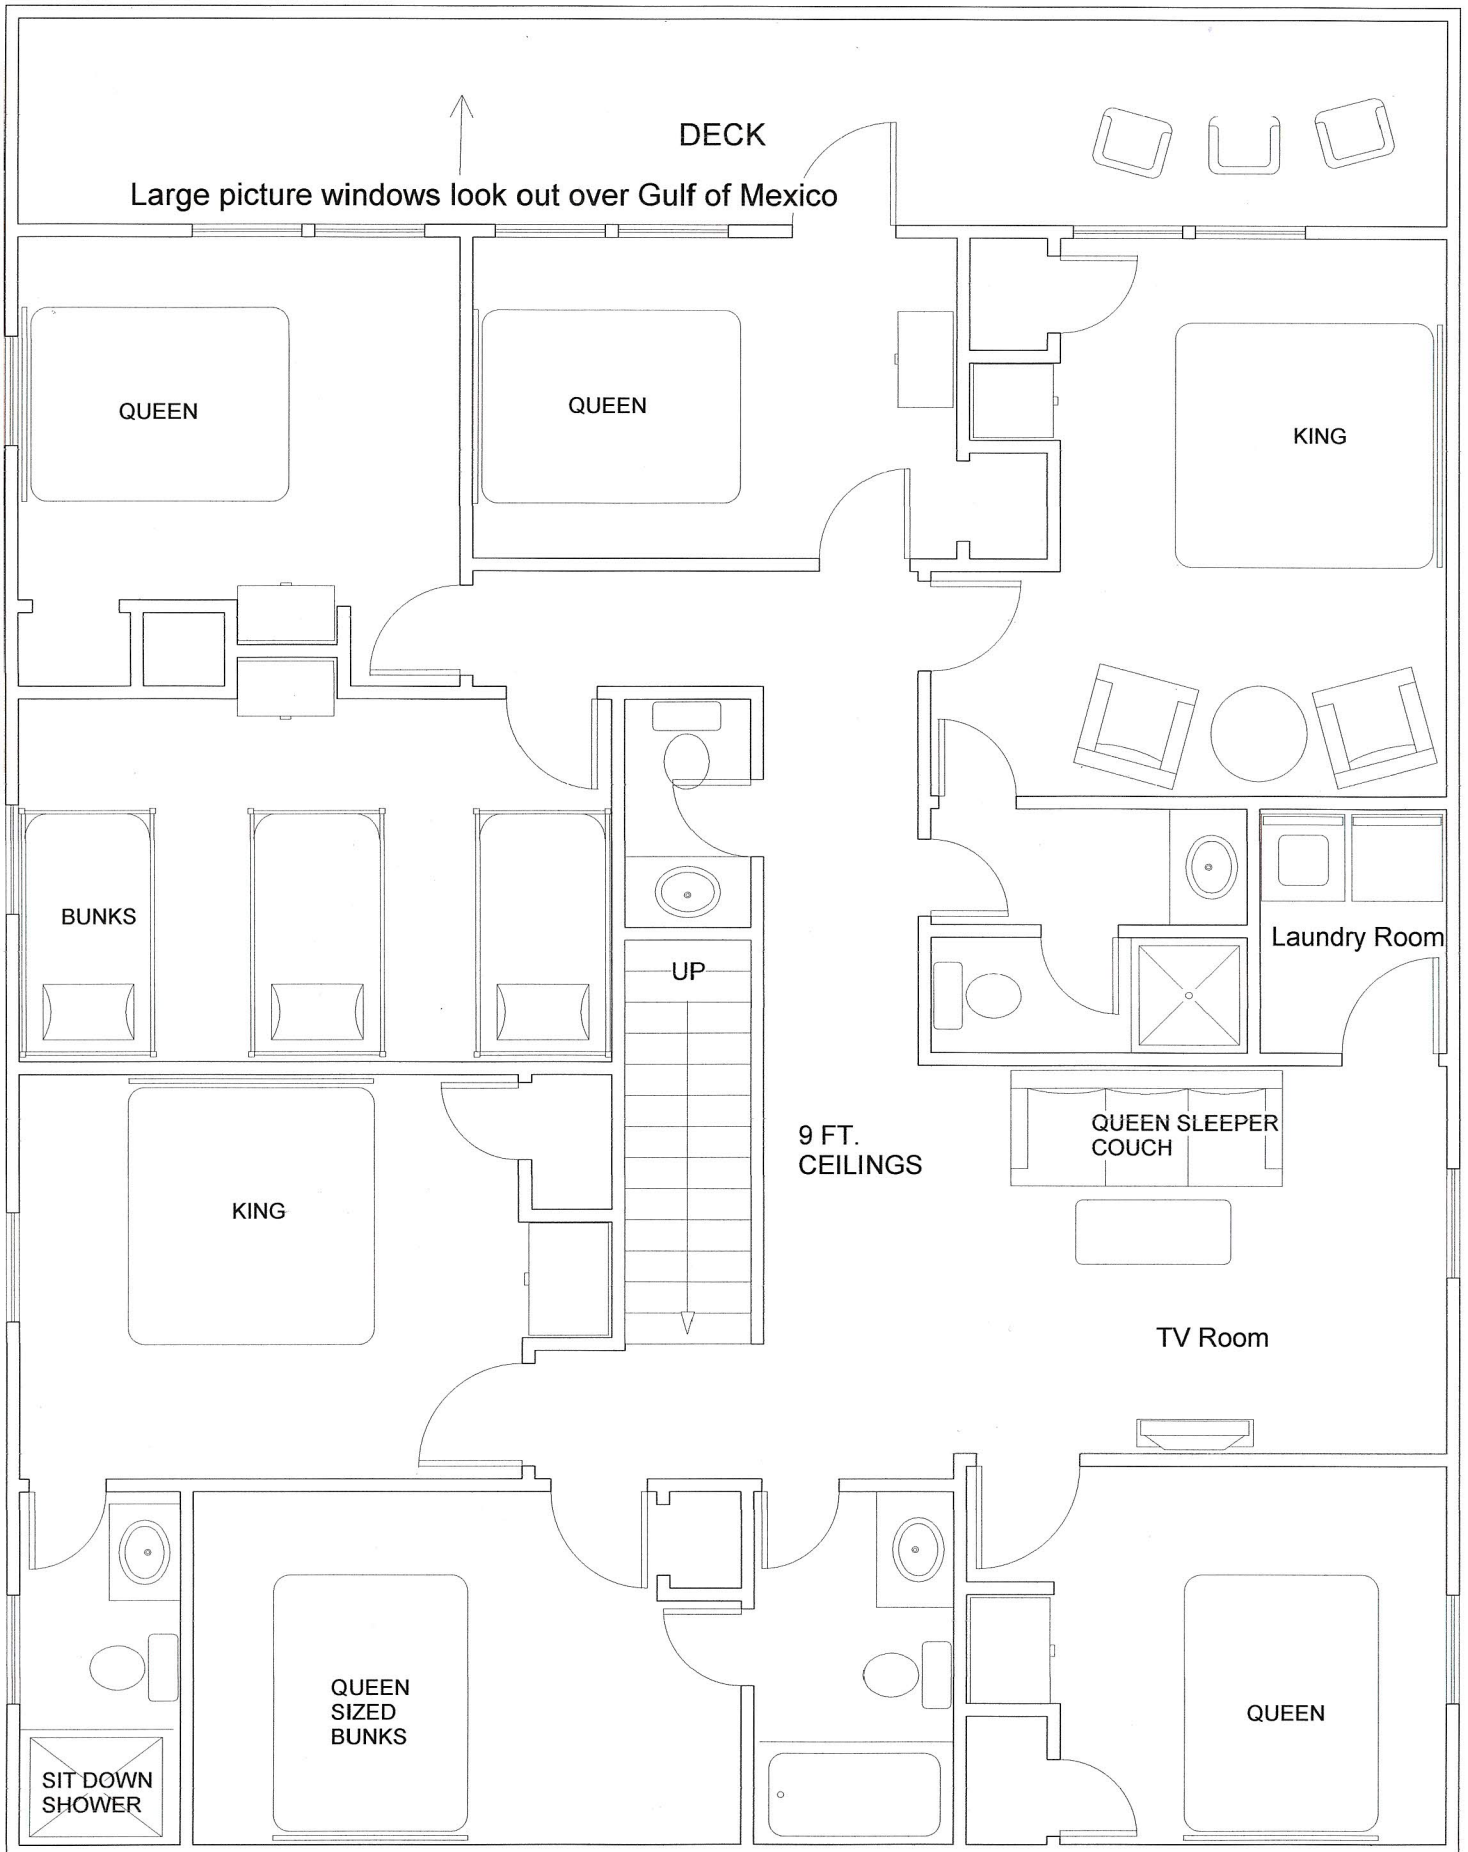 DECK
Large picture windows look out over Gulf of Mexico
QUEEN
QUEEN
KING
BUNKS
UP
Laundry Room
9 FT.
CEILINGS
QUEEN SLEEPER
COUCH
KING
TV Room
QUEEN
SIZED
BUNKS
QUEEN
SIT DOWN
SHOWER